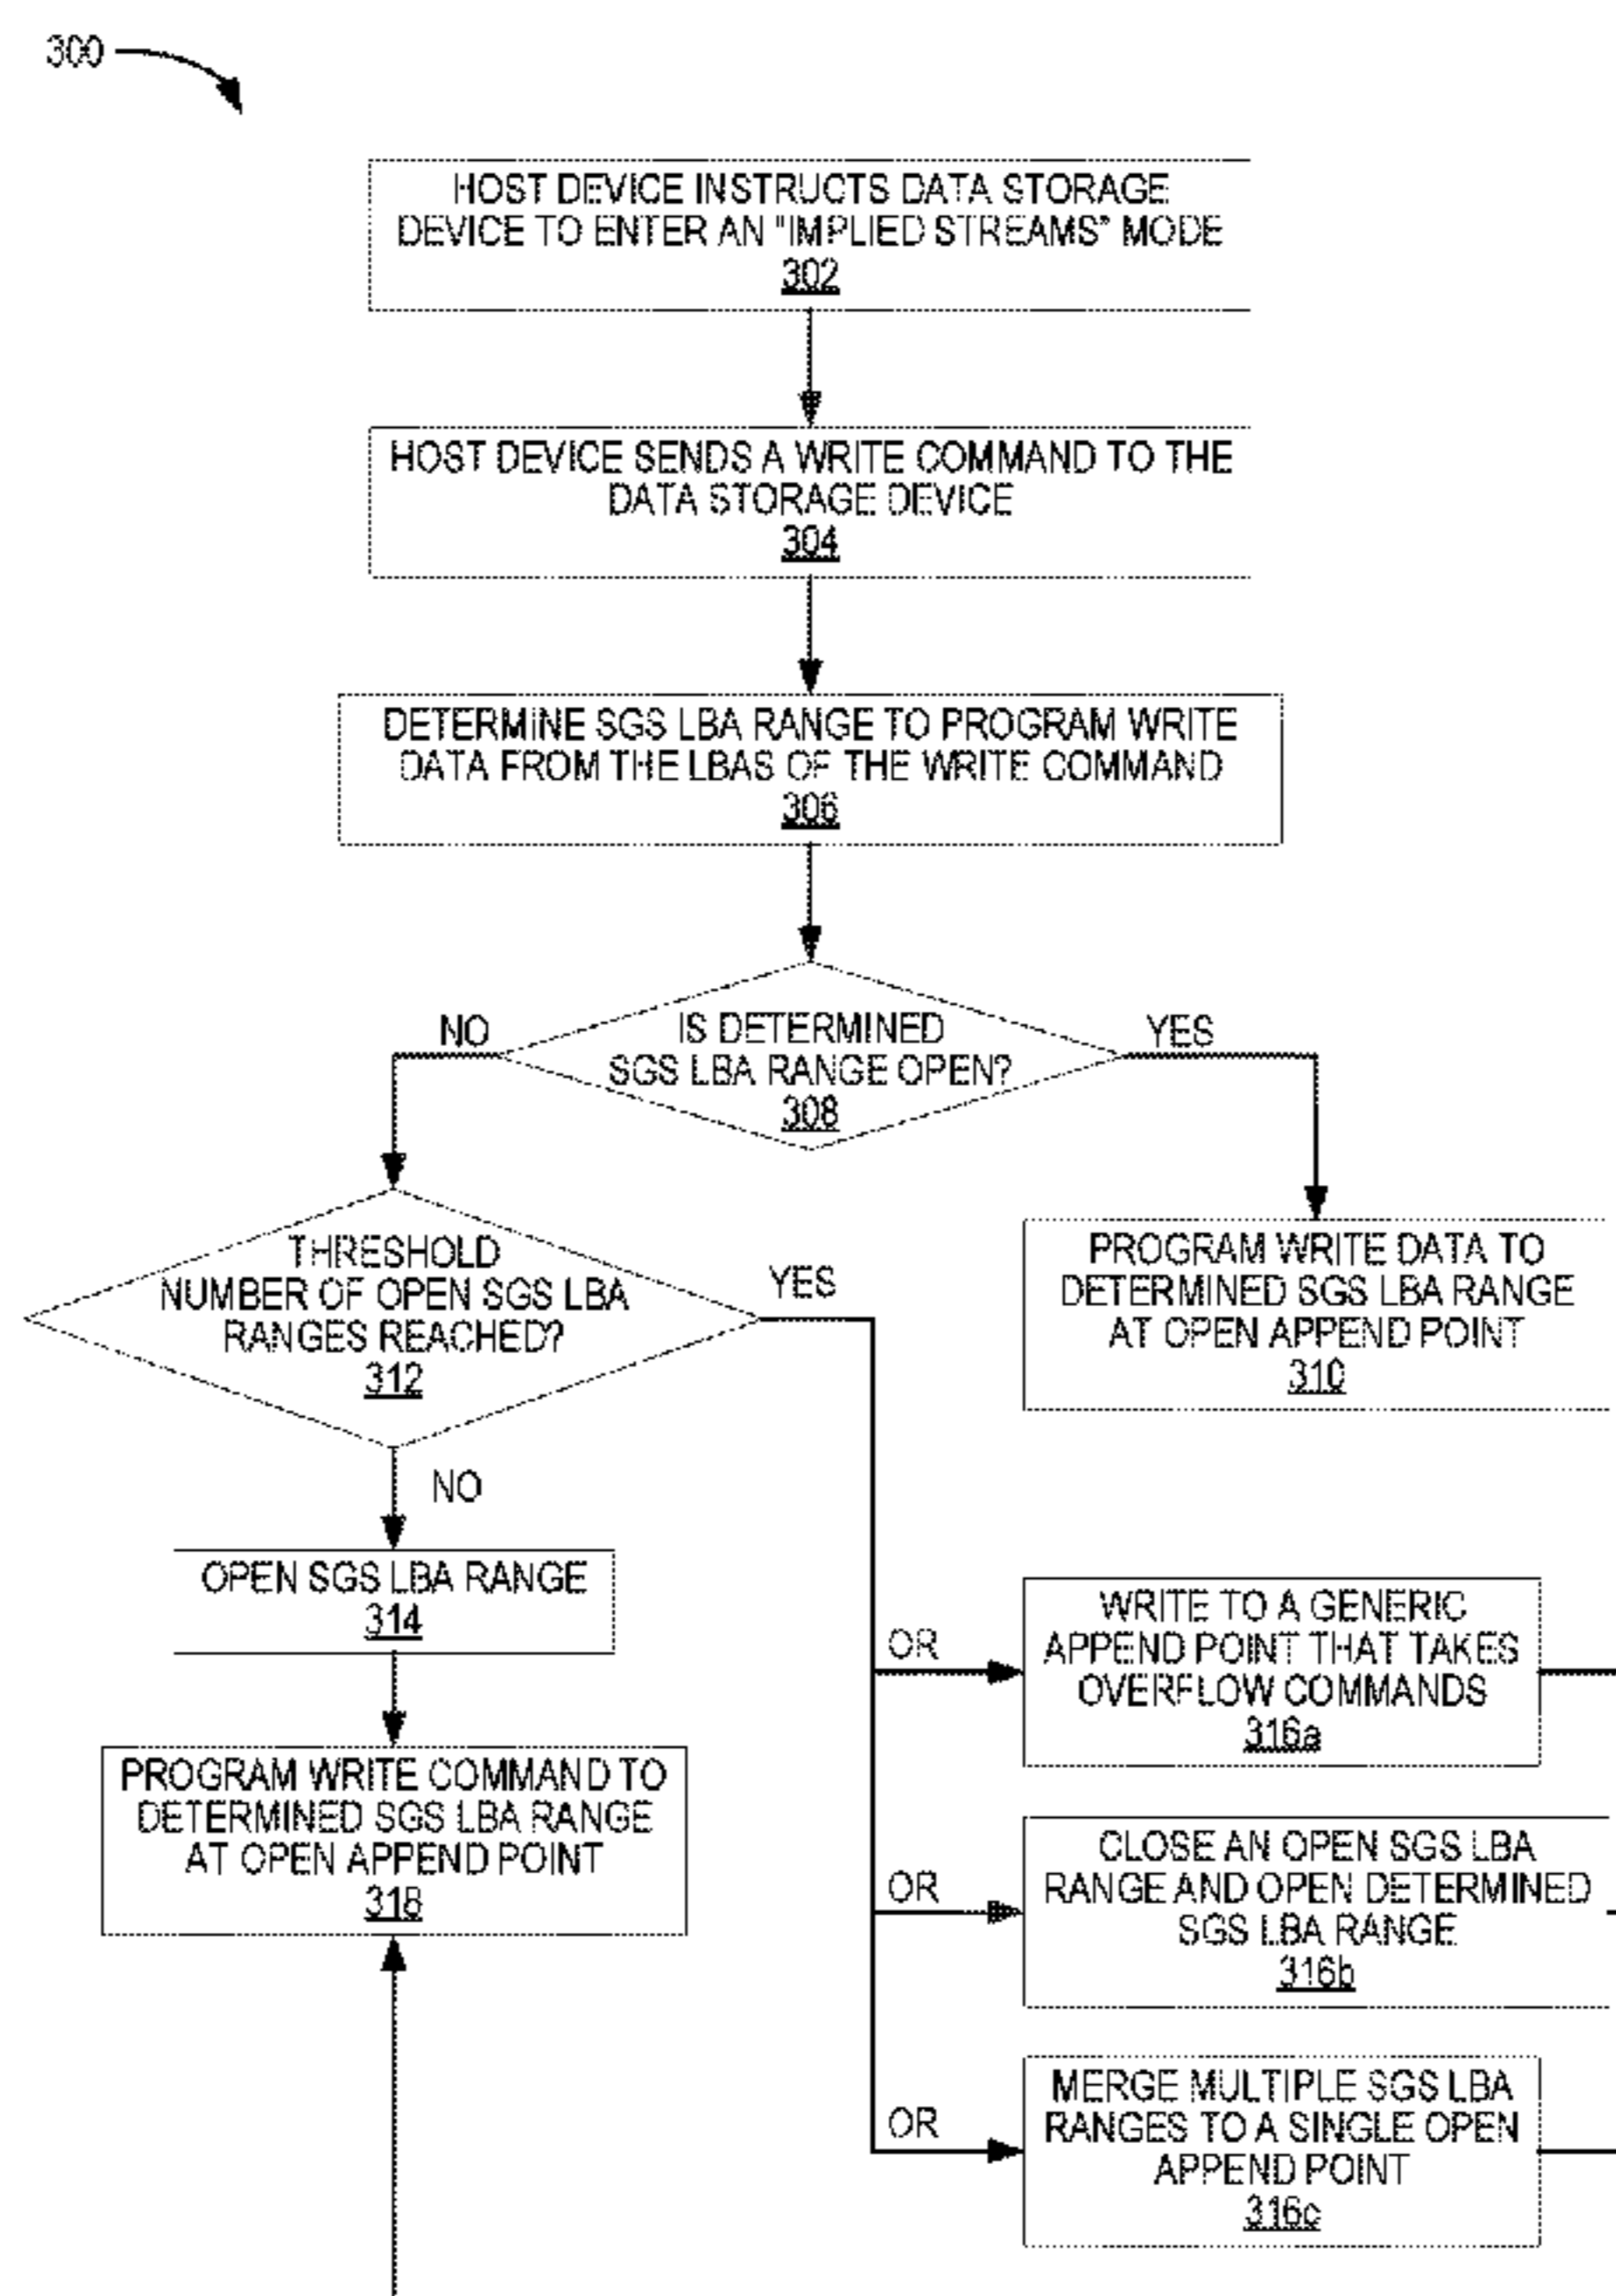 300
HOST DEVICE INSTRUCTS DATA STORAGE
DEVICE TO ENTER AN "IMPLIED STREAMS" MODE
302
HOST DEVICE SENDS A WRITE COMMAND TO THE
DATA STORAGE DEVICE
304
DETERMINE SGS LBA RANGE TO PROGRAM WRITE
DATA FROM THE LBAS OF THE WRITE COMMAND
306
IS DETERMINED
SGS LBA RANGE OPEN?
308
NO
YES
THRESHOLD
NUMBER OF OPEN SGS LBA
RANGES REACHED?
312
YES
PROGRAM WRITE DATA TO
DETERMINED SGS LBA RANGE
AT OPEN APPEND POINT
310
NO
OPEN SGS LBA RANGE
314
OR
WRITE TO A GENERIC
APPEND POINT THAT TAKES
OVERFLOW COMMANDS
316a
PROGRAM WRITE COMMAND TO
DETERMINED SGS LBA RANGE
AT OPEN APPEND POINT
318
OR
CLOSE AN OPEN SGS LBA
RANGE AND OPEN DETERMINED
SGS LBA RANGE
316b
OR
MERGE MULTIPLE SGS LBA
RANGES TO A SINGLE OPEN
APPEND POINT
316c